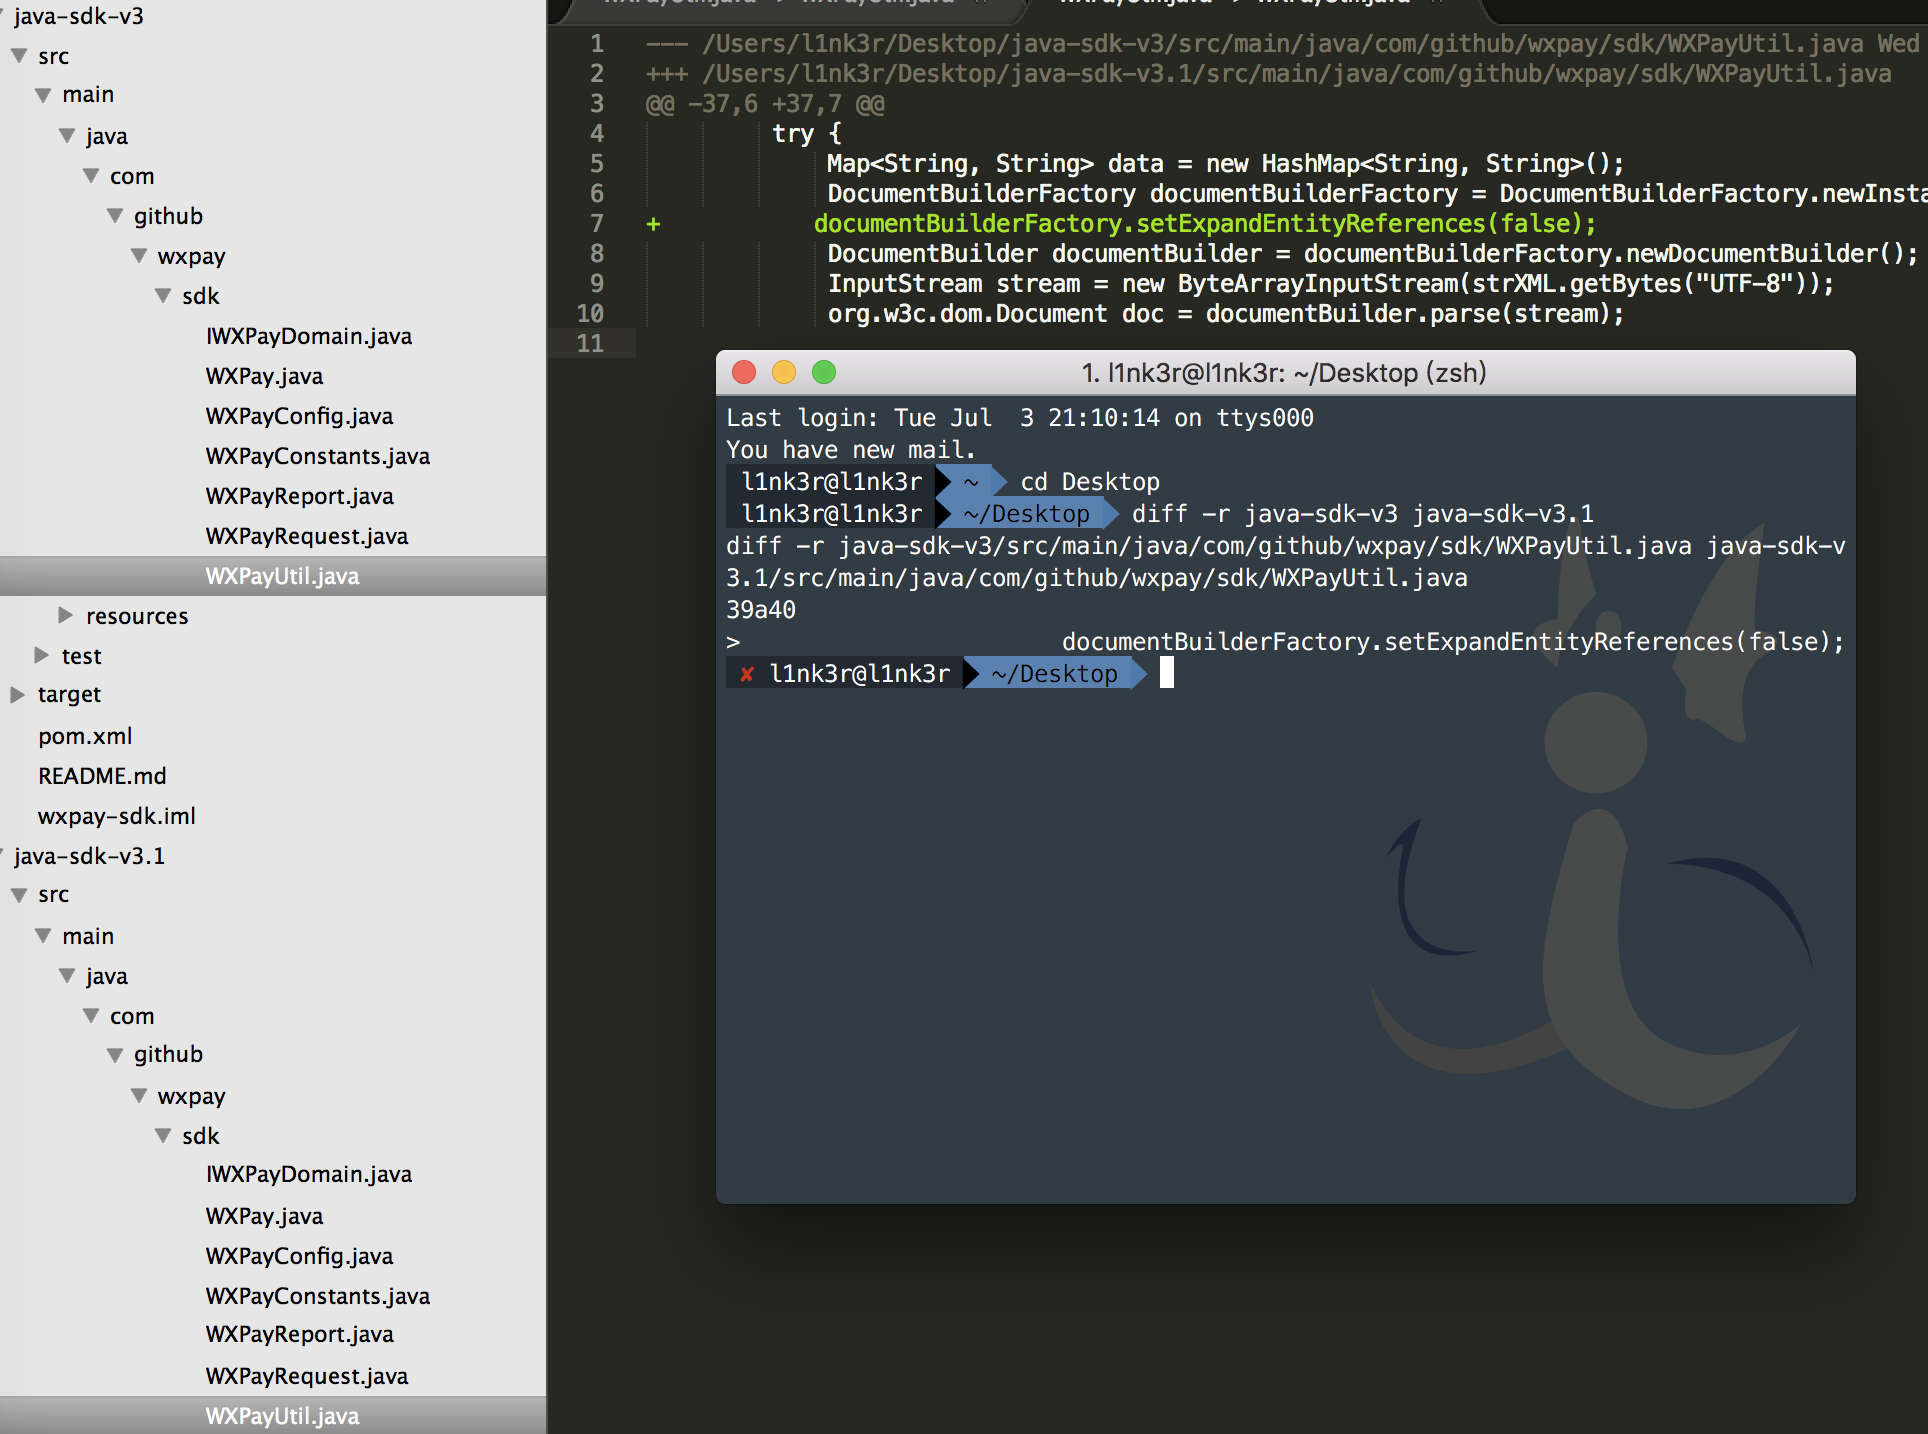 java-sdk-v3
src
main
java
com
github
wxpay
sdk
IWXPayDomain.java
WXPay.java
WXPayConfig.java
WXPayConstants.java
WXPayReport.java
WXPayRequest.java
WXPayUtil.java
resources
test
target
pom.xml
README.md
wxpay-sdk.iml
java-sdk-v3.1
src
main
java
com
github
wxpay
sdk
IWXPayDomain.java
WXPay.java
WXPayConfig.java
WXPayConstants.java
WXPayReport.java
WXPayRequest.java
WXPayUtil.java
1 --- /Users/l1nk3r/Desktop/java-sdk-v3/src/main/java/com/github/wxpay/sdk/WXPayUtil.java Wed
2 +++ /Users/l1nk3r/Desktop/java-sdk-v3.1/src/main/java/com/github/wxpay/sdk/WXPayUtil.java
3 @@ -37,6 +37,7 @@
4 try {
5 Map<String, String> data = new HashMap<String, String>();
6 DocumentBuilderFactory documentBuilderFactory = DocumentBuilderFactory.newInsta
7 + documentBuilderFactory.setExpandEntityReferences(false);
8 DocumentBuilder documentBuilder = documentBuilderFactory.newDocumentBuilder();
9 InputStream stream = new ByteArrayInputStream(strXML.getBytes("UTF-8"));
10 org.w3c.dom.Document doc = documentBuilder.parse(stream);
11
1. l1nk3r@l1nk3r: ~/Desktop (zsh)
Last login: Tue Jul 3 21:10:14 on ttys000
You have new mail.
l1nk3r@l1nk3r ~ cd Desktop
l1nk3r@l1nk3r ~/Desktop diff -r java-sdk-v3 java-sdk-v3.1
diff -r java-sdk-v3/src/main/java/com/github/wxpay/sdk/WXPayUtil.java java-sdk-v
3.1/src/main/java/com/github/wxpay/sdk/WXPayUtil.java
39a40
> documentBuilderFactory.setExpandEntityReferences(false);
✘ l1nk3r@l1nk3r ~/Desktop